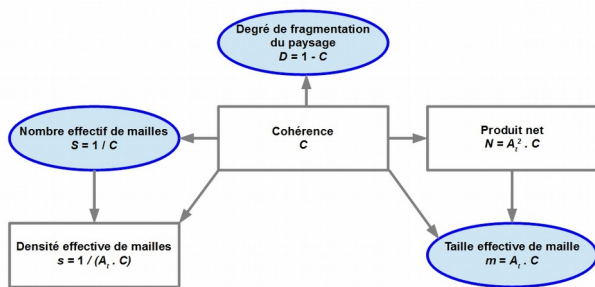 Degré de fragmentation
du paysage
D = 1 - C
Nombre effectif de mailles
S = 1 / C
Cohérence
C
Produit net
N = Aₜ² . C
Densité effective de mailles
s = 1 / (Aₜ . C)
Taille effective de maille
m = Aₜ . C